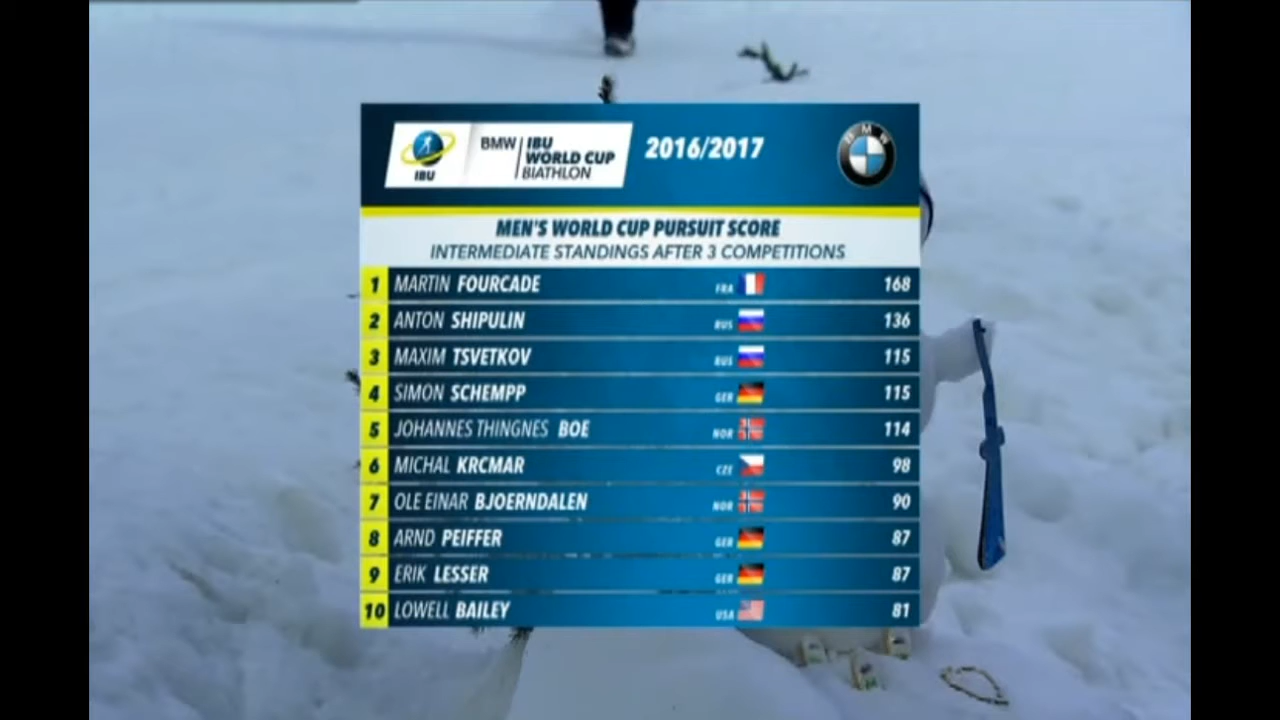 IBU
BMW IBU WORLD CUP BIATHLON
2016/2017
BMW
MEN'S WORLD CUP PURSUIT SCORE
INTERMEDIATE STANDINGS AFTER 3 COMPETITIONS
1 MARTIN FOURCADE FRA 168
2 ANTON SHIPULIN RUS 136
3 MAXIM TSVETKOV RUS 115
4 SIMON SCHEMPP GER 115
5 JOHANNES THINGNES BOE NOR 114
6 MICHAL KRCMAR CZE 98
7 OLE EINAR BJOERNDALEN NOR 90
8 ARND PEIFFER GER 87
9 ERIK LESSER GER 87
10 LOWELL BAILEY USA 81